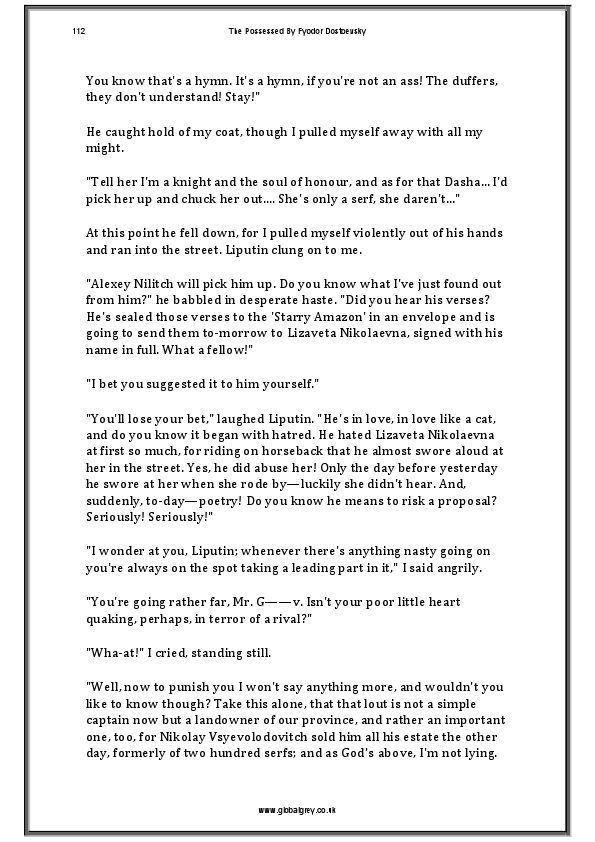 112
The Possessed By Fyodor Dostoevsky
You know that's a hymn. It's a hymn, if you're not an ass! The duffers,
they don't understand! Stay!"
He caught hold of my coat, though I pulled myself away with all my
might.
"Tell her I'm a knight and the soul of honour, and as for that Dasha... I'd
pick her up and chuck her out.... She's only a serf, she daren't..."
At this point he fell down, for I pulled myself violently out of his hands
and ran into the street. Liputin clung on to me.
"Alexey Nilitch will pick him up. Do you know what I've just found out
from him?" he babbled in desperate haste. "Did you hear his verses?
He's sealed those verses to the 'Starry Amazon' in an envelope and is
going to send them to-morrow to Lizaveta Nikolaevna, signed with his
name in full. What a fellow!"
"I bet you suggested it to him yourself."
"You'll lose your bet," laughed Liputin. "He's in love, in love like a cat,
and do you know it began with hatred. He hated Lizaveta Nikolaevna
at first so much, for riding on horseback that he almost swore aloud at
her in the street. Yes, he did abuse her! Only the day before yesterday
he swore at her when she rode by—luckily she didn't hear. And,
suddenly, to-day—poetry! Do you know he means to risk a proposal?
Seriously! Seriously!"
"I wonder at you, Liputin; whenever there's anything nasty going on
you're always on the spot taking a leading part in it," I said angrily.
"You're going rather far, Mr. G——v. Isn't your poor little heart
quaking, perhaps, in terror of a rival?"
"Wha-at!" I cried, standing still.
"Well, now to punish you I won't say anything more, and wouldn't you
like to know though? Take this alone, that that lout is not a simple
captain now but a landowner of our province, and rather an important
one, too, for Nikolay Vsyevolodovitch sold him all his estate the other
day, formerly of two hundred serfs; and as God's above, I'm not lying.
www.globalgrey.co.uk